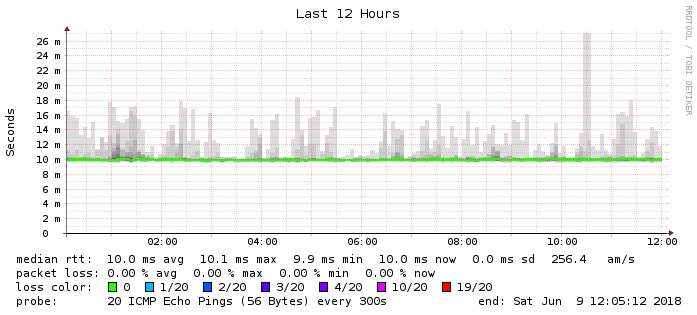 Last 12 Hours
RRDTOOL / TOBI OETIKER
Seconds
26 m
24 m
22 m
20 m
18 m
16 m
14 m
12 m
10 m
8 m
6 m
4 m
2 m
0
02:00 04:00 06:00 08:00 10:00 12:00
median rtt: 10.0 ms avg 10.1 ms max 9.9 ms min 10.0 ms now 0.0 ms sd 256.4 am/s
packet loss: 0.00 % avg 0.00 % max 0.00 % min 0.00 % now
loss color: 0 1/20 2/20 3/20 4/20 10/20 19/20
probe: 20 ICMP Echo Pings (56 Bytes) every 300s end: Sat Jun 9 12:05:12 2018